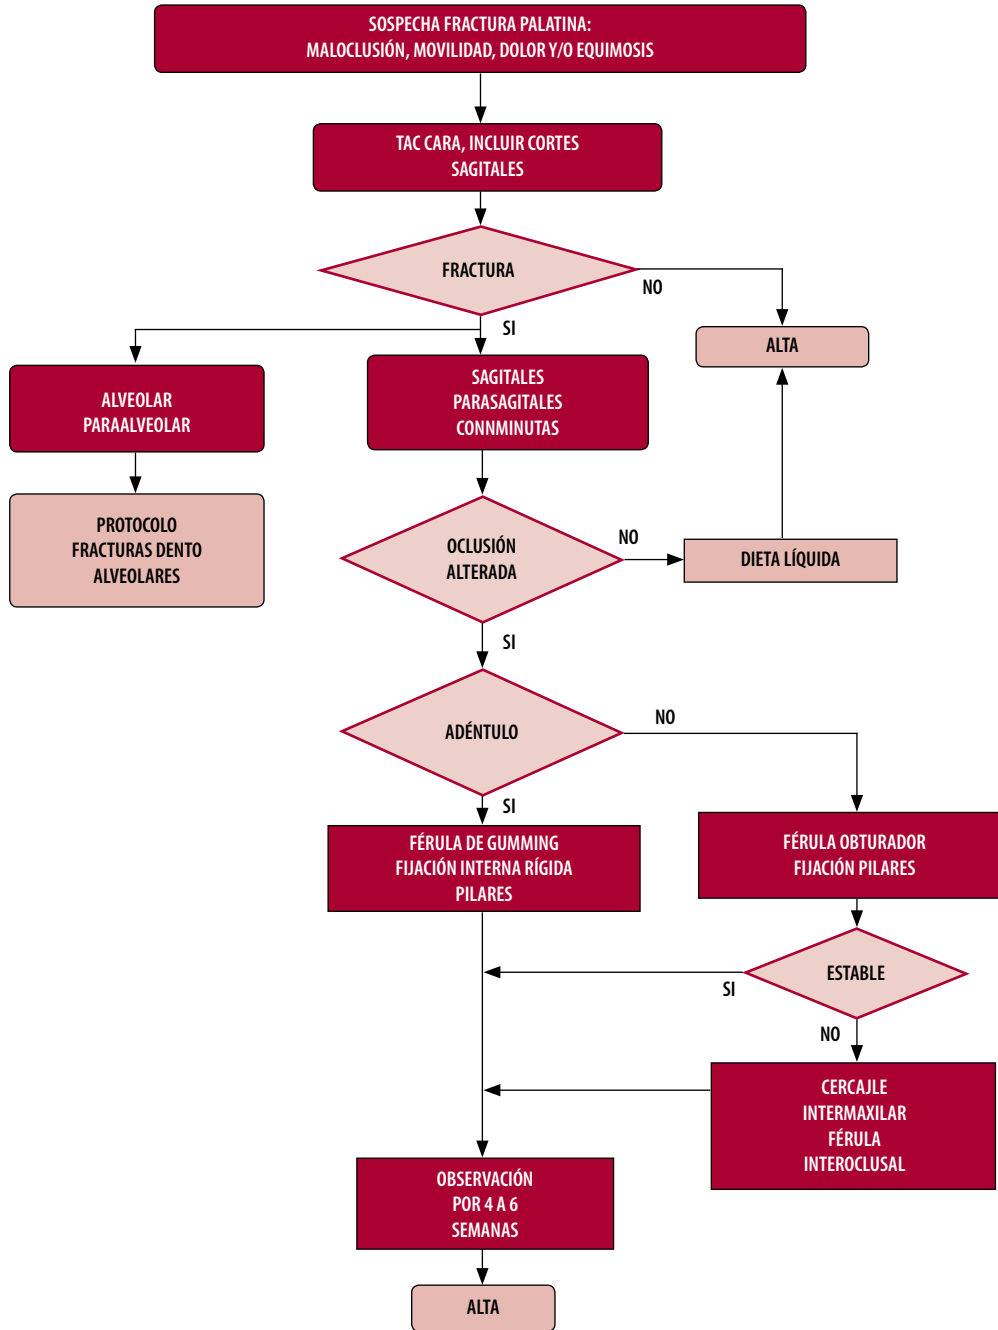 SOSPECHA FRACTURA PALATINA:
MALOCLUSIÓN, MOVILIDAD, DOLOR Y/O EQUIMOSIS
TAC CARA, INCLUIR CORTES
SAGITALES
FRACTURA
NO
SI
ALTA
ALVEOLAR
PARAALVEOLAR
SAGITALES
PARASAGITALES
CONNMINUTAS
PROTOCOLO
FRACTURAS DENTO
ALVEOLARES
OCLUSIÓN
ALTERADA
NO
DIETA LÍQUIDA
SI
ADÉNTULO
NO
SI
FÉRULA DE GUMMING
FIJACIÓN INTERNA RÍGIDA
PILARES
FÉRULA OBTURADOR
FIJACIÓN PILARES
ESTABLE
SI
NO
CERCAJLE
INTERMAXILAR
FÉRULA
INTEROCLUSAL
OBSERVACIÓN
POR 4 A 6
SEMANAS
ALTA